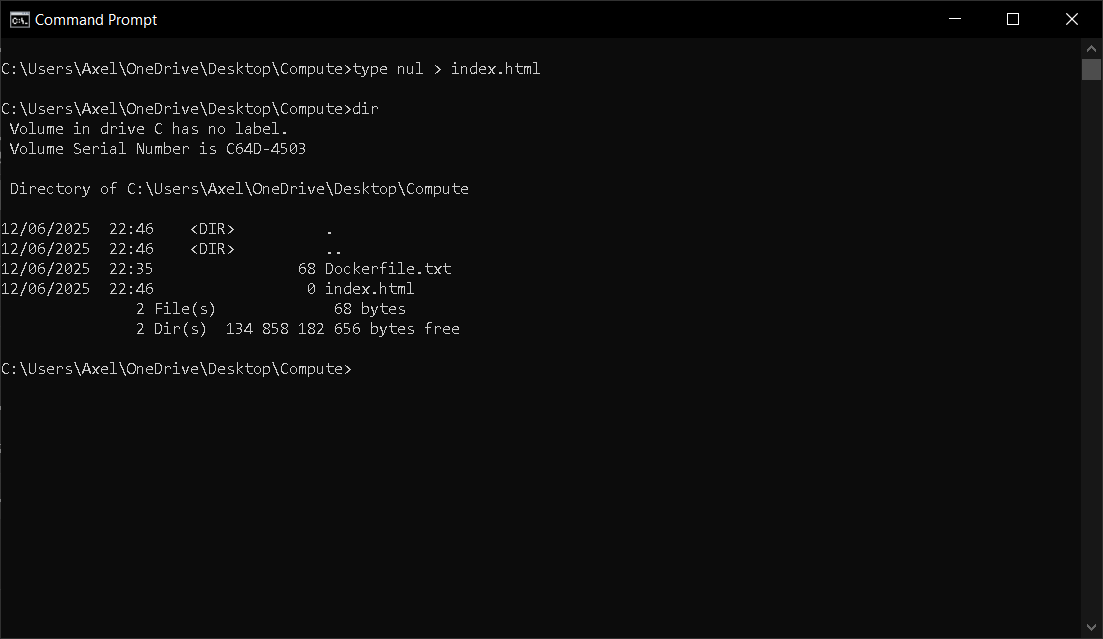 Command Prompt
C:\Users\Axel\OneDrive\Desktop\Compute>type nul > index.html
C:\Users\Axel\OneDrive\Desktop\Compute>dir
Volume in drive C has no label.
Volume Serial Number is C64D-4503
Directory of C:\Users\Axel\OneDrive\Desktop\Compute
12/06/2025  22:46    <DIR>          .
12/06/2025  22:46    <DIR>          ..
12/06/2025  22:35                68 Dockerfile.txt
12/06/2025  22:46                 0 index.html
2 File(s)             68 bytes
2 Dir(s)  134 858 182 656 bytes free
C:\Users\Axel\OneDrive\Desktop\Compute>